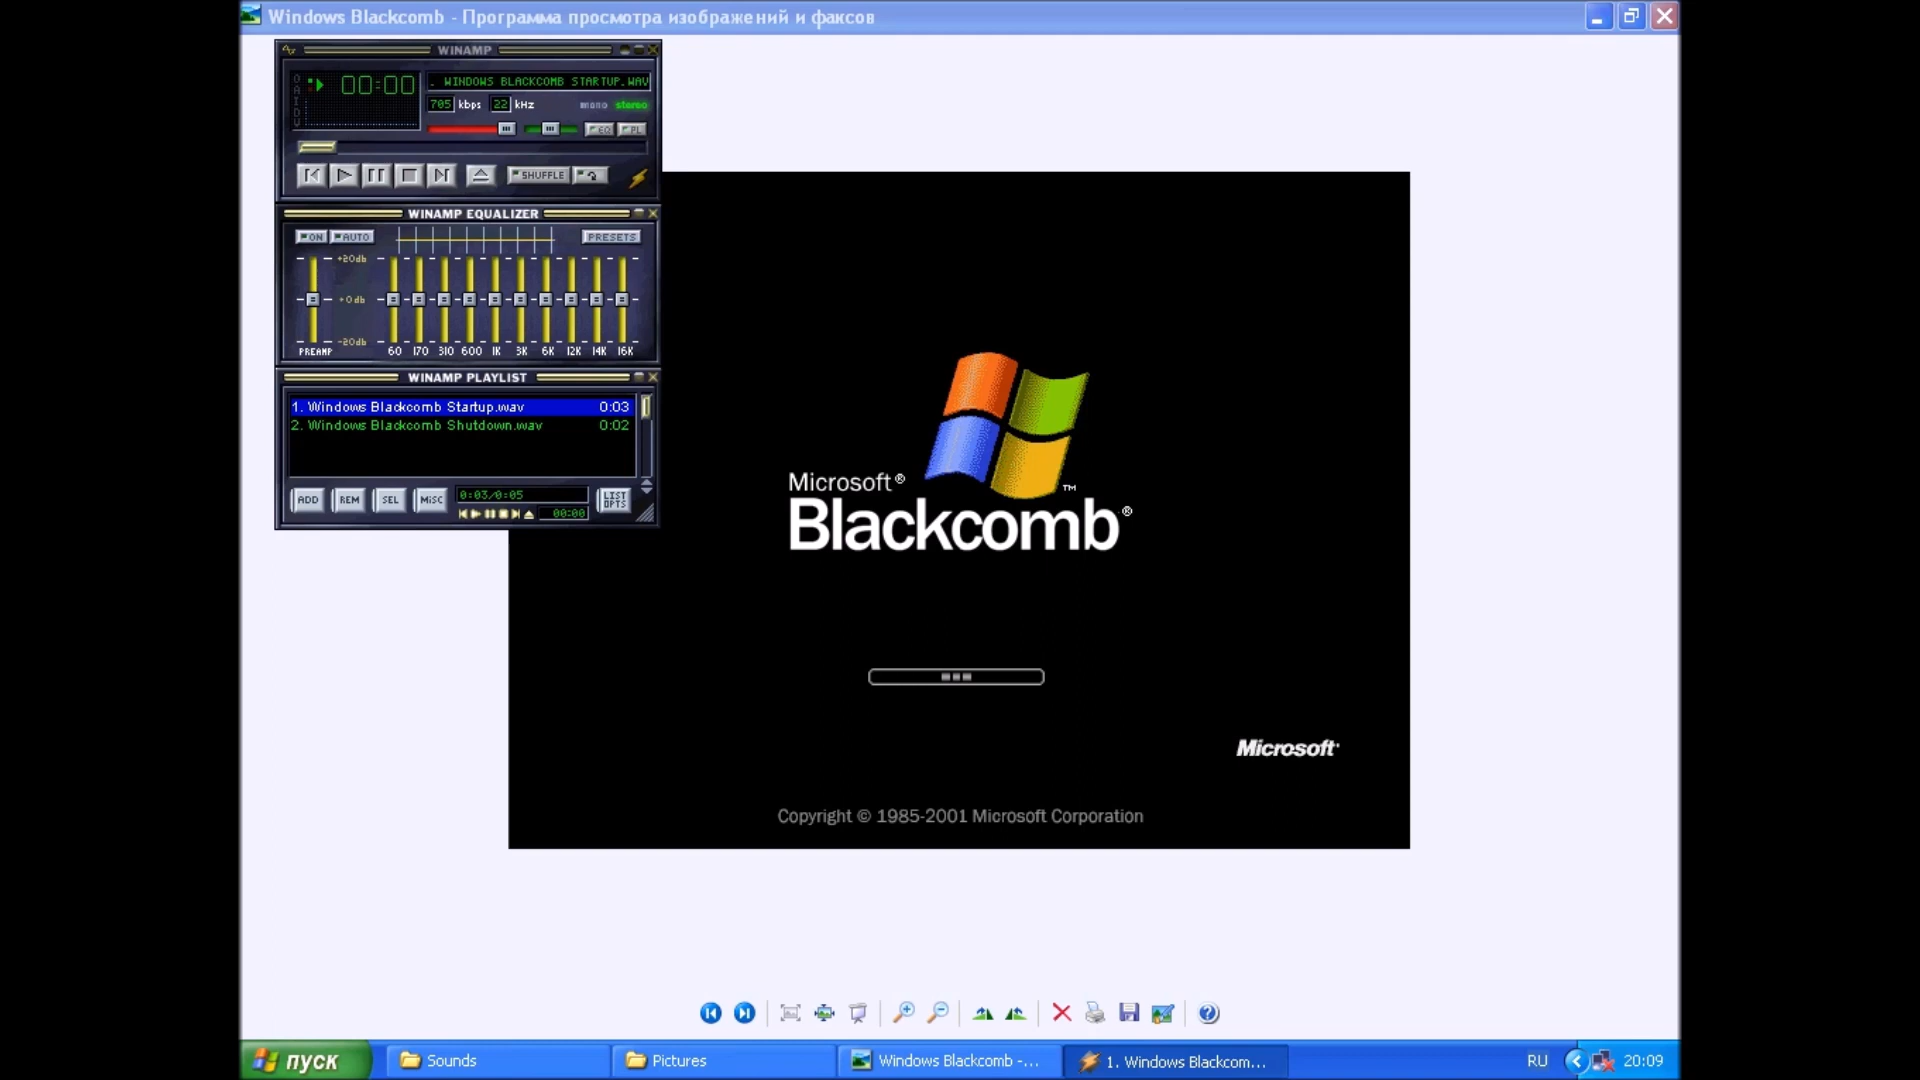 Windows Blackcomb - Программа просмотра изображений и факсов
WINAMP
OAIDV
00:00
. WINDOWS BLACKCOMB STARTUP.WAV
705 kbps 22 kHz mono stereo
EQ PL
SHUFFLE
WINAMP EQUALIZER
ON AUTO PRESETS
+20db
+0db
-20db
PREAMP 60 170 310 600 1K 3K 6K 12K 14K 16K
WINAMP PLAYLIST
1. Windows Blackcomb Startup.wav 0:03
2. Windows Blackcomb Shutdown.wav 0:02
ADD REM SEL MISC 0:03/0:05 00:00 LIST OPTS
Microsoft®
Blackcomb®
™
Microsoft
Copyright © 1985-2001 Microsoft Corporation
пуск Sounds Pictures Windows Blackcomb -... 1. Windows Blackcom... RU 20:09